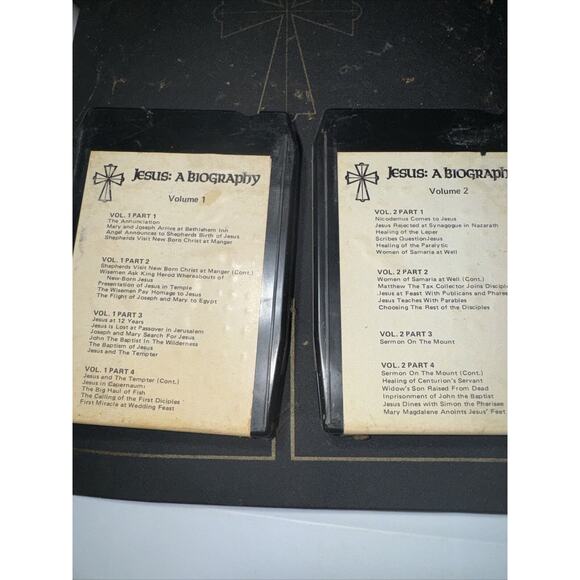 Jesus: A Biography
Volume 1
VOL. 1 PART 1
The Annunciation
Mary and Joseph Arrive at Bethlehem Inn
Angel Announces to Shepherds Birth of Jesus
Shepherds Visit New Born Christ at Manger
VOL. 1 PART 2
Shepherds Visit New Born Christ at Manger (Cont.)
Wisemen Ask King Herod Whereabouts of
New-Born Jesus
Presentation of Jesus in Temple
The Wisemen Pay Homage to Jesus
The Flight of Joseph and Mary to Egypt
VOL. 1 PART 3
Jesus at 12 Years
Jesus is Lost at Passover in Jerusalem
Joseph and Mary Search For Jesus
John The Baptist In The Wilderness
The Baptism of Jesus
Jesus and The Tempter
VOL. 1 PART 4
Jesus and The Tempter (Cont.)
Jesus in Capernaum
The Big Haul of Fish
The Calling of the First Diciples
First Miracle at Wedding Feast
Jesus: A Biograph
Volume 2
VOL. 2 PART 1
Nicodemus Comes to Jesus
Jesus Rejected at Synagogue in Nazarath
Healing of the Leper
Scribes Question Jesus
Healing of the Paralytic
Women of Samaria at Well
VOL. 2 PART 2
Women of Samaria at Well (Cont.)
Matthew The Tax Collector Joins Discipl
Jesus at Feast With Publicans and Pharee
Jesus Teaches With Parables
Choosing The Rest of the Disciples
VOL. 2 PART 3
Sermon On The Mount
VOL. 2 PART 4
Sermon On The Mount (Cont.)
Healing of Centurion's Servant
Widow's Son Raised From Dead
Inprisonment of John the Baptist
Jesus Dines with Simon the Pharisee
Mary Magdalene Anoints Jesus' Feet